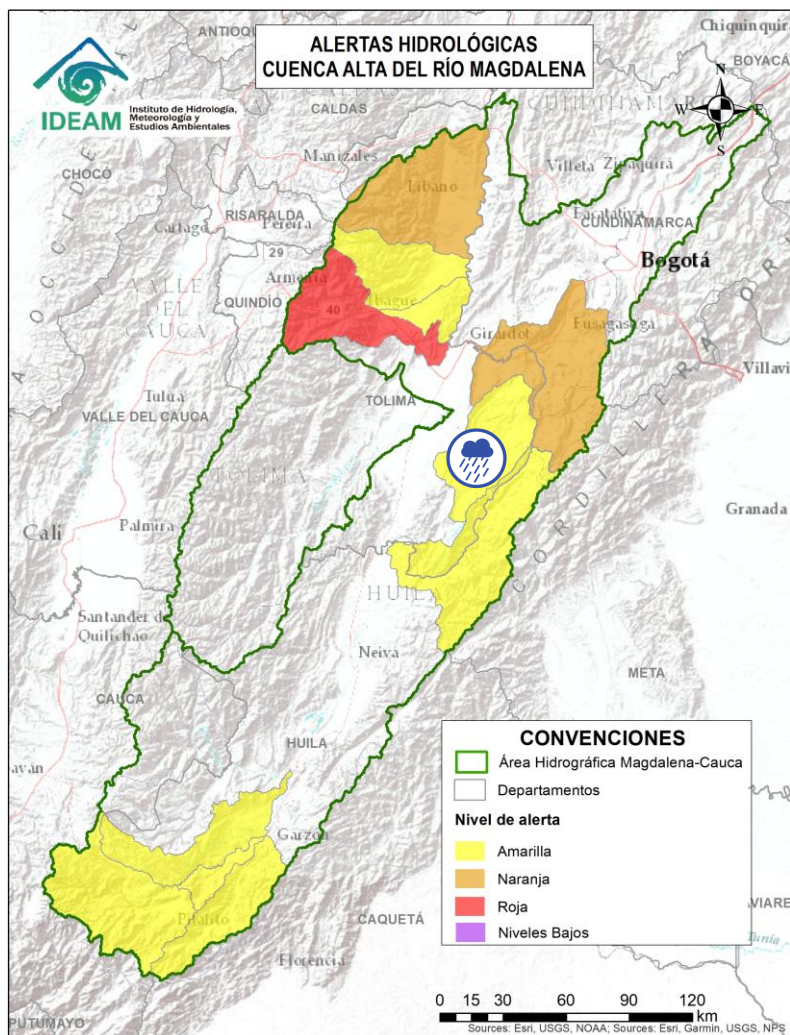 ALERTAS HIDROLÓGICAS
CUENCA ALTA DEL RÍO MAGDALENA
IDEAM
Instituto de Hidrología,
Meteorología y
Estudios Ambientales
Chiquinquirá
BOYACÁ
CALDAS
Manizales
Líbano
N
W
E
S
CHOCÓ
Villeta
Zipaquirá
RISARALDA
Pereira
Cartago
Facatativá
CUNDINAMARCA
Bogotá
29
Armenia
QUINDÍO
VALLE
DEL
CAUCA
40
Ibagué
Girardot
Fusagasugá
Villavi
Tuluá
VALLE DEL CAUCA
TOLIMA
TOLIMA
CORDILLERA ORI
Granada
Cali
Palmira
HUILA
Santander de
Quilichao
Neiva
META
CAUCA
HUILA
ayán
Garzón
Pitalito
CAQUETÁ
Florencia
PUTUMAYO
VIARE
Tunía
CONVENCIONES
Área Hidrográfica Magdalena-Cauca
Departamentos
Nivel de alerta
Amarilla
Naranja
Roja
Niveles Bajos
0 15 30 60 90 120
km
Sources: Esri, USGS, NOAA; Sources: Esri, Garmin, USGS, NPS